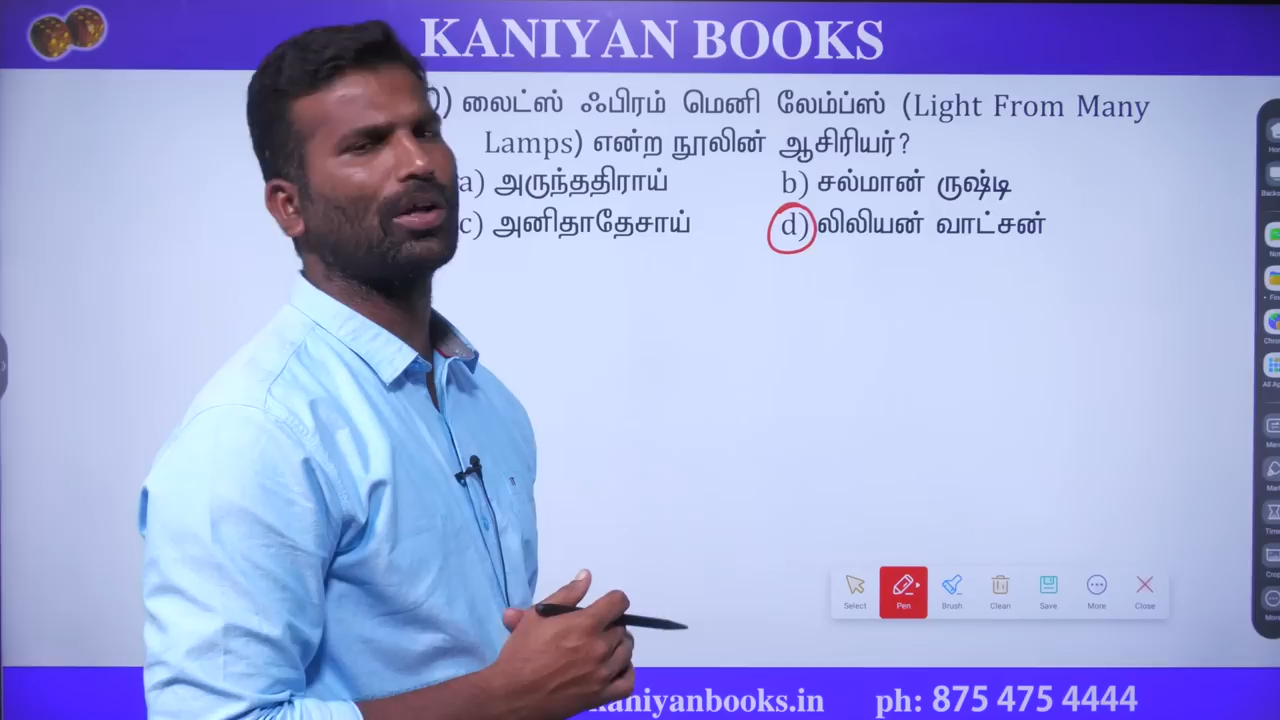 KANIYAN BOOKS
லைட்ஸ் ஃபிரம் மெனி லேம்ப்ஸ் (Light From Many
Lamps) என்ற நூலின் ஆசிரியர்?
a) அருந்ததிராய் b) சல்மான் ருஷ்டி
c) அனிதாதேசாய் d) லிலியன் வாட்சன்
Select Pen Brush Clean Save More Close
kaniyanbooks.in ph: 875 475 4444